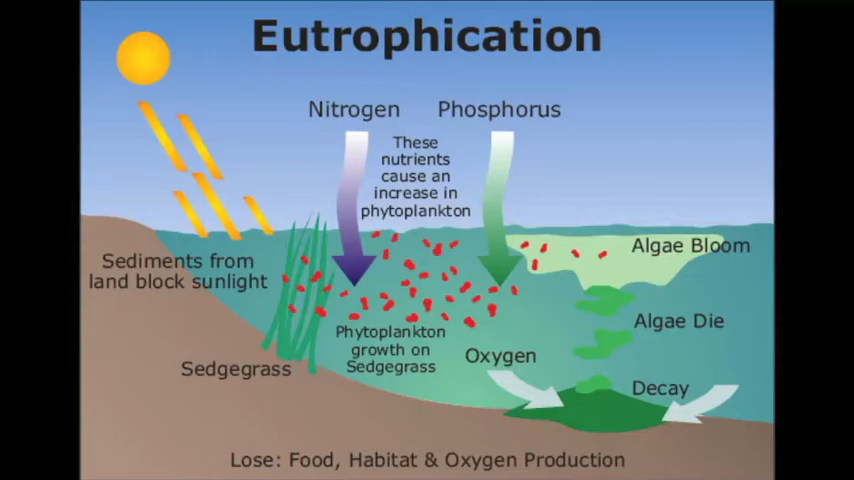 Eutrophication
Nitrogen
Phosphorus
These
nutrients
cause an
increase in
phytoplankton
Sediments from
land block sunlight
Algae Bloom
Algae Die
Phytoplankton
growth on
Sedgegrass
Oxygen
Sedgegrass
Decay
Lose: Food, Habitat & Oxygen Production